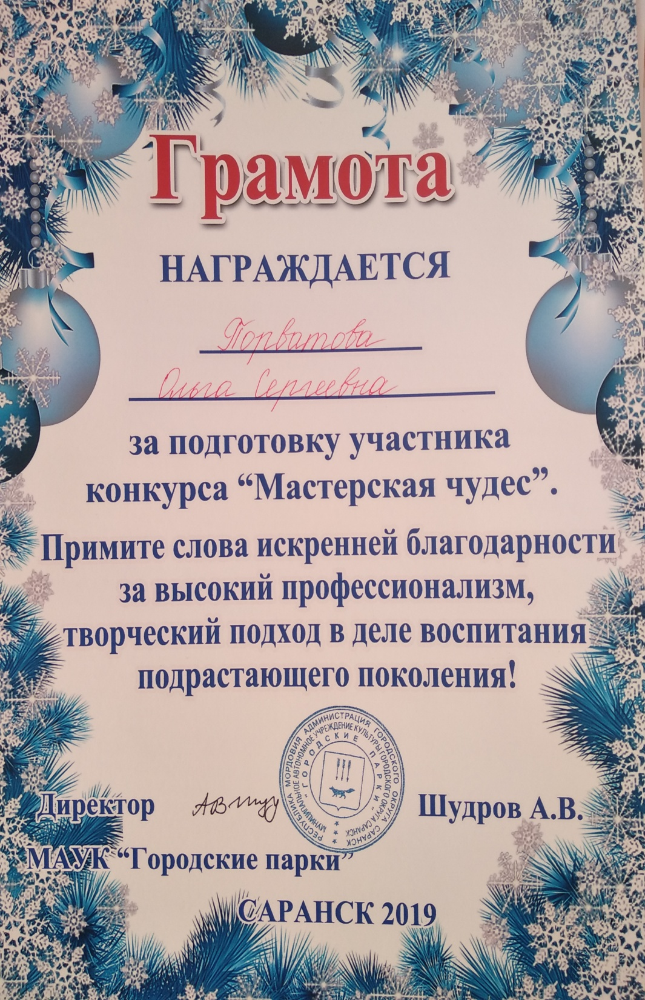 Грамота
НАГРАЖДАЕТСЯ
Порватова
Ольга Сергеевна
за подготовку участника
конкурса “Мастерская чудес”.
Примите слова искренней благодарности
за высокий профессионализм,
творческий подход в деле воспитания
подрастающего поколения!
РЕСПУБЛИКА МОРДОВИЯ АДМИНИСТРАЦИЯ ГОРОДСКОГО ОКРУГА САРАНСК
МУНИЦИПАЛЬНОЕ АВТОНОМНОЕ УЧРЕЖДЕНИЕ КУЛЬТУРЫ ГОРОДСКОГО ОКРУГА САРАНСК
"ГОРОДСКИЕ ПАРКИ"
Директор Шудров А.В.
МАУК “Городские парки”
САРАНСК 2019